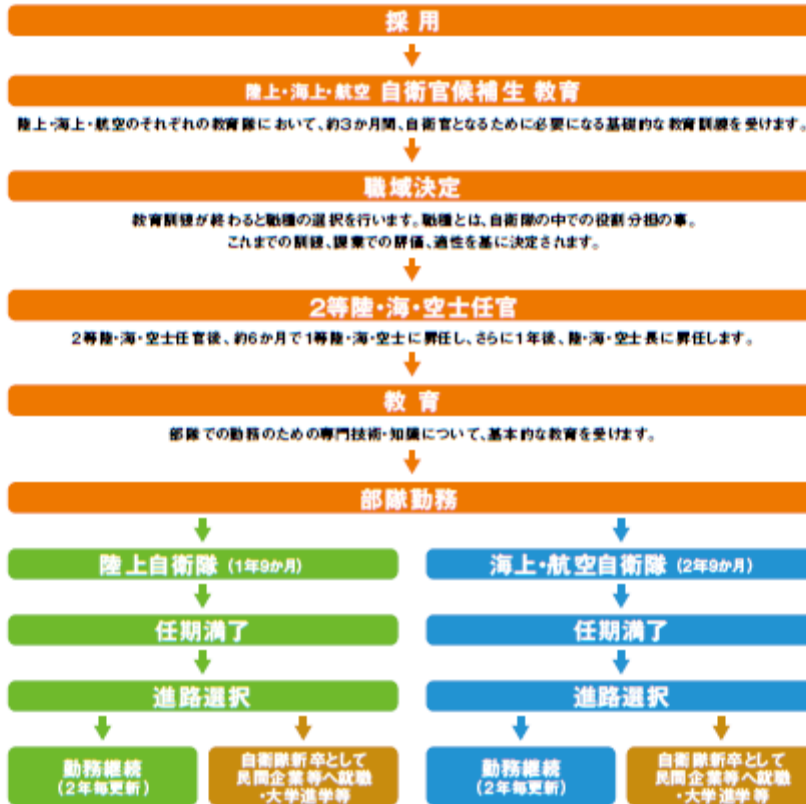 採用
陸上・海上・航空 自衛官候補生 教育
陸上・海上・航空のそれぞれの教育隊において、約3か月間、自衛官となるために必要になる基礎的な教育訓練を受けます。
職域決定
教育訓練が終わると職種の選択を行います。職種とは、自衛隊の中での役割分担の事。
これまでの訓練、課業での評価、適性を基に決定されます。
2等陸・海・空士任官
2等陸・海・空士任官後、約6か月で1等陸・海・空士に昇任し、さらに1年後、陸・海・空士長に昇任します。
教育
部隊での勤務のための専門技術・知識について、基本的な教育を受けます。
部隊勤務
陸上自衛隊 (1年9か月)
海上・航空自衛隊 (2年9か月)
任期満了
任期満了
進路選択
進路選択
勤務継続
(2年毎更新)
自衛隊新卒として
民間企業等へ就職
・大学進学等
勤務継続
(2年毎更新)
自衛隊新卒として
民間企業等へ就職
・大学進学等